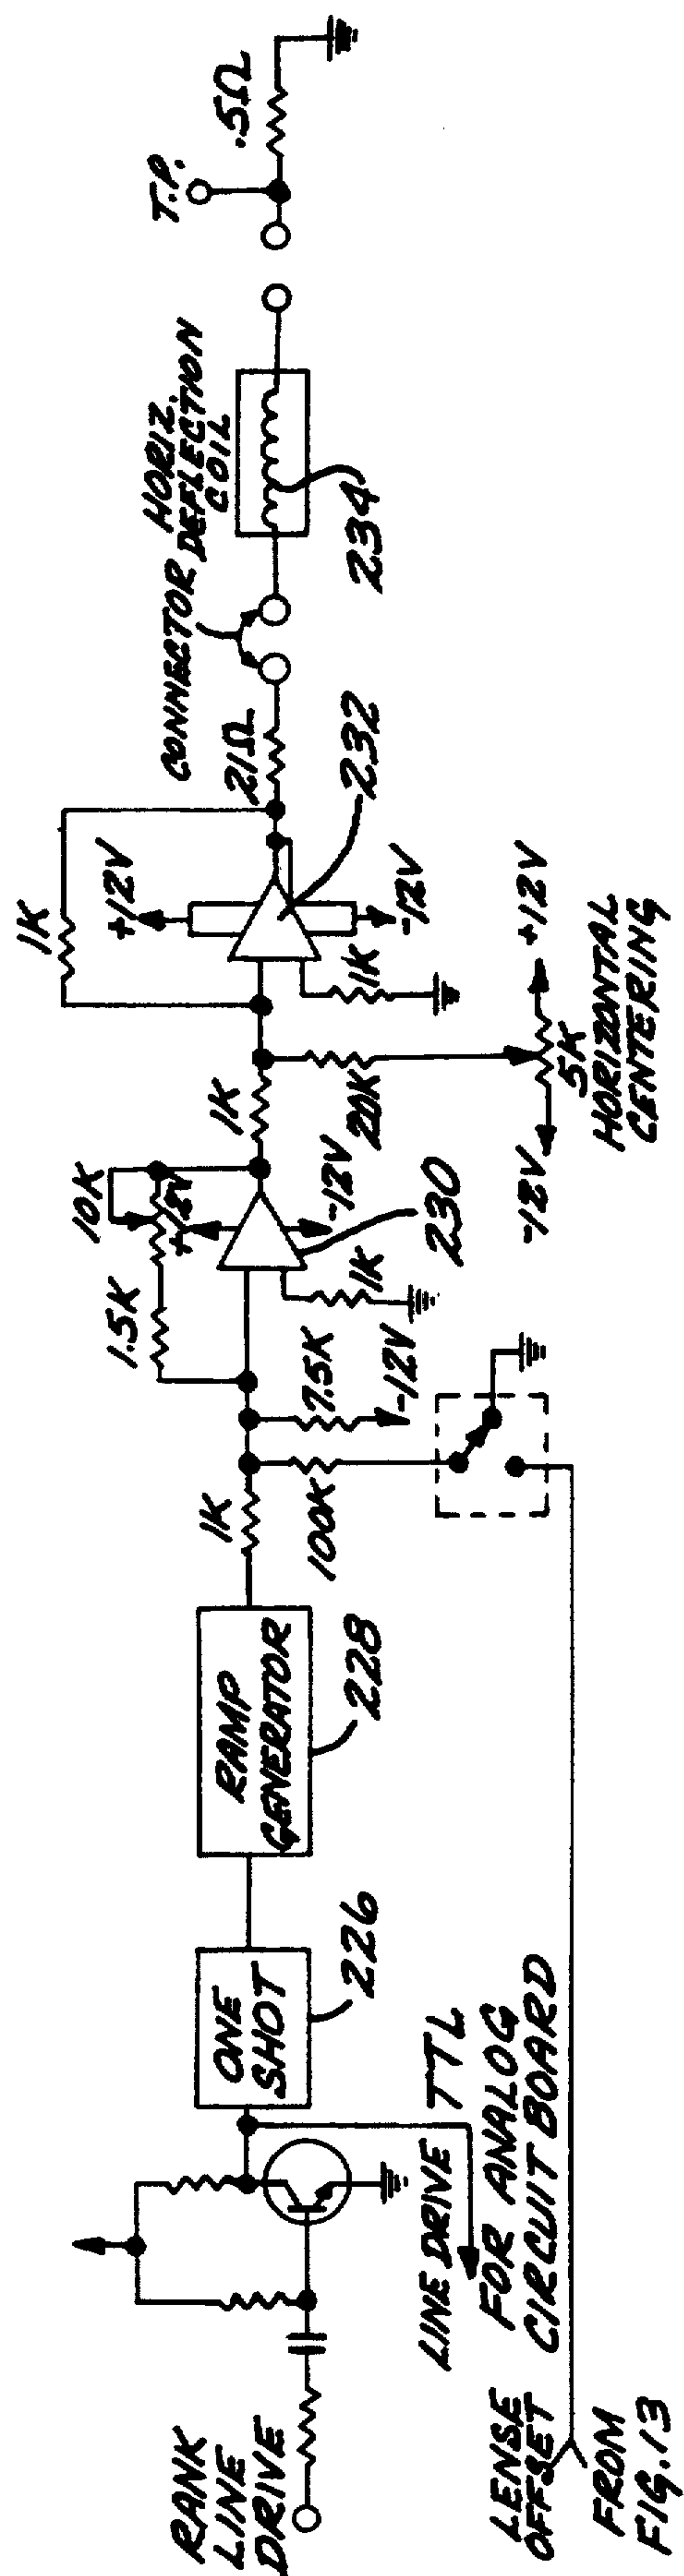 RANK
LINE
DRIVE
ONE
SHOT
226
LINE DRIVE TTL
FOR ANALOG
CIRCUIT BOARD
LENSE
OFFSET
FROM
FIG.13
RAMP
GENERATOR
228
1K
100K
7.5K
-12V
1.5K
10K
+12V
1K
-12V
230
1K
20K
-12V
5K
+12V
HORIZONTAL
CENTERING
1K
+12V
1K
-12V
232
21Ω
CONNECTOR
HORIZ.
DEFLECTION
COIL
234
T.P.
.5Ω